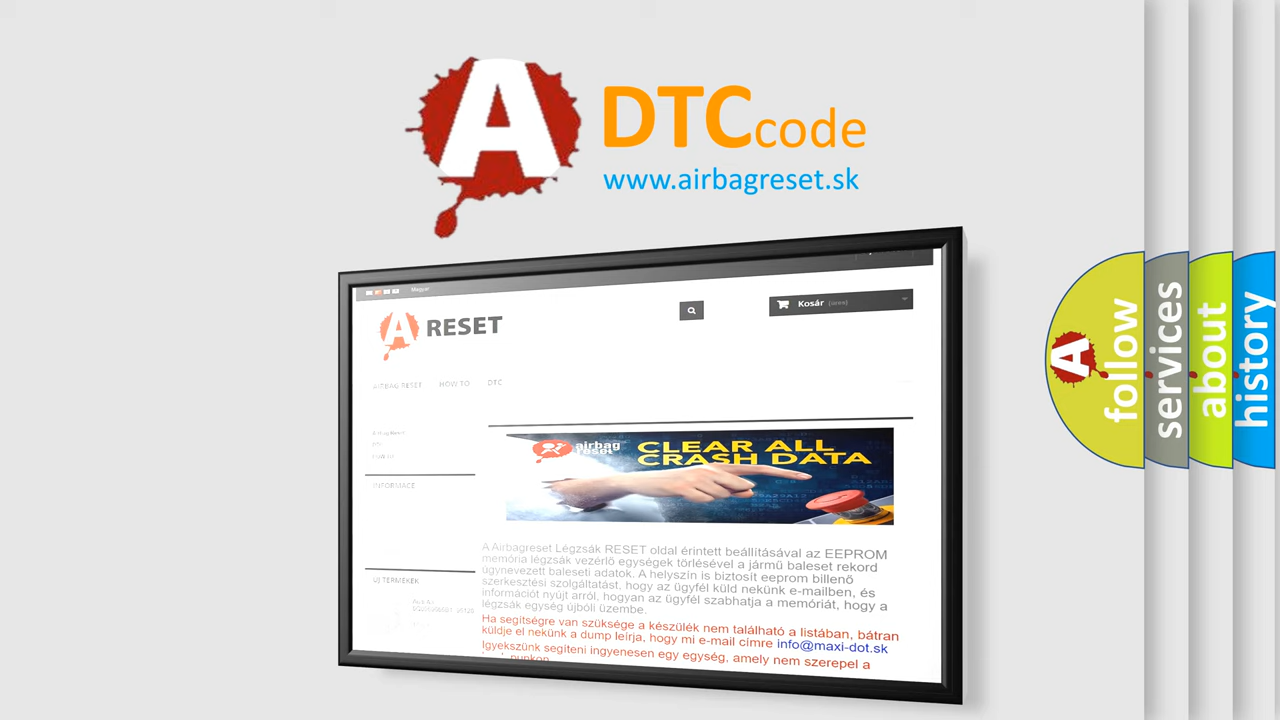 A DTC code
www.airbagreset.sk
Magyar
Kosár (üres)
A RESET
AIRBAG RESET HOW TO DTC
INFORMACE
airbag
reset
CLEAR ALL
CRASH DATA
A Airbagreset Légzsák RESET oldal érintett beállításával az EEPROM
memória légzsák vezérlő egységek törlésével a jármű baleset rekord
úgynevezett baleseti adatok. A helyszín is biztosít eeprom billenő
szerkesztési szolgáltatást, hogy az ügyfél küld nekünk e-mailben, és
információt nyújt arról, hogyan az ügyfél szabhatja a memóriát, hogy a
légzsák egység újbóli üzembe.
Ha segítségre van szüksége a készülék nem található a listában, bátran
küldje el nekünk a dump leírja, hogy mi e-mail címre info@maxi-dot.sk
Igyekszünk segíteni ingyenesen egy egység, amely nem szerepel a
ÚJ TERMÉKEK
A follow
services
about
history